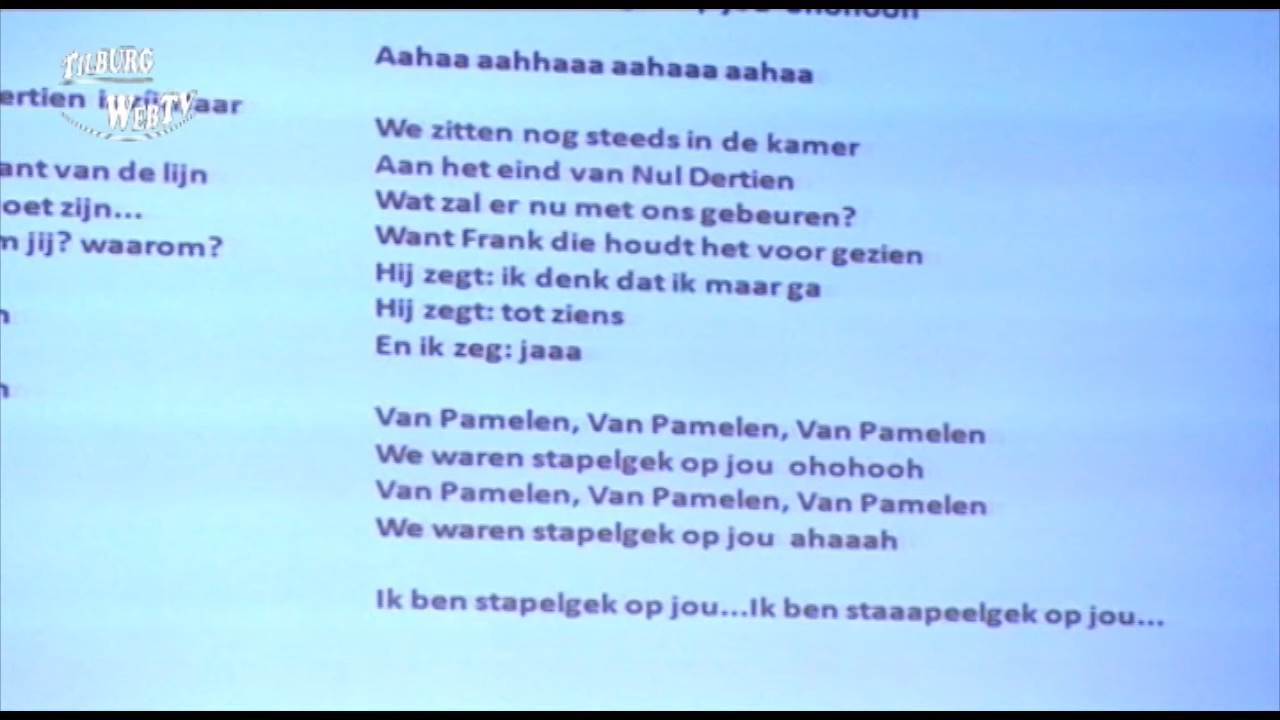 TILBURG
WEBTV
aar
ant van de lijn
oet zijn...
m jij? waarom?
n
n
op jou ohohooh
Aahaa aahhaaa aahaaa aahaa
We zitten nog steeds in de kamer
Aan het eind van Nul Dertien
Wat zal er nu met ons gebeuren?
Want Frank die houdt het voor gezien
Hij zegt: ik denk dat ik maar ga
Hij zegt: tot ziens
En ik zeg: jaaa
Van Pamelen, Van Pamelen, Van Pamelen
We waren stapelgek op jou ohohooh
Van Pamelen, Van Pamelen, Van Pamelen
We waren stapelgek op jou ahaaah
Ik ben stapelgek op jou...Ik ben staaapeelgek op jou...